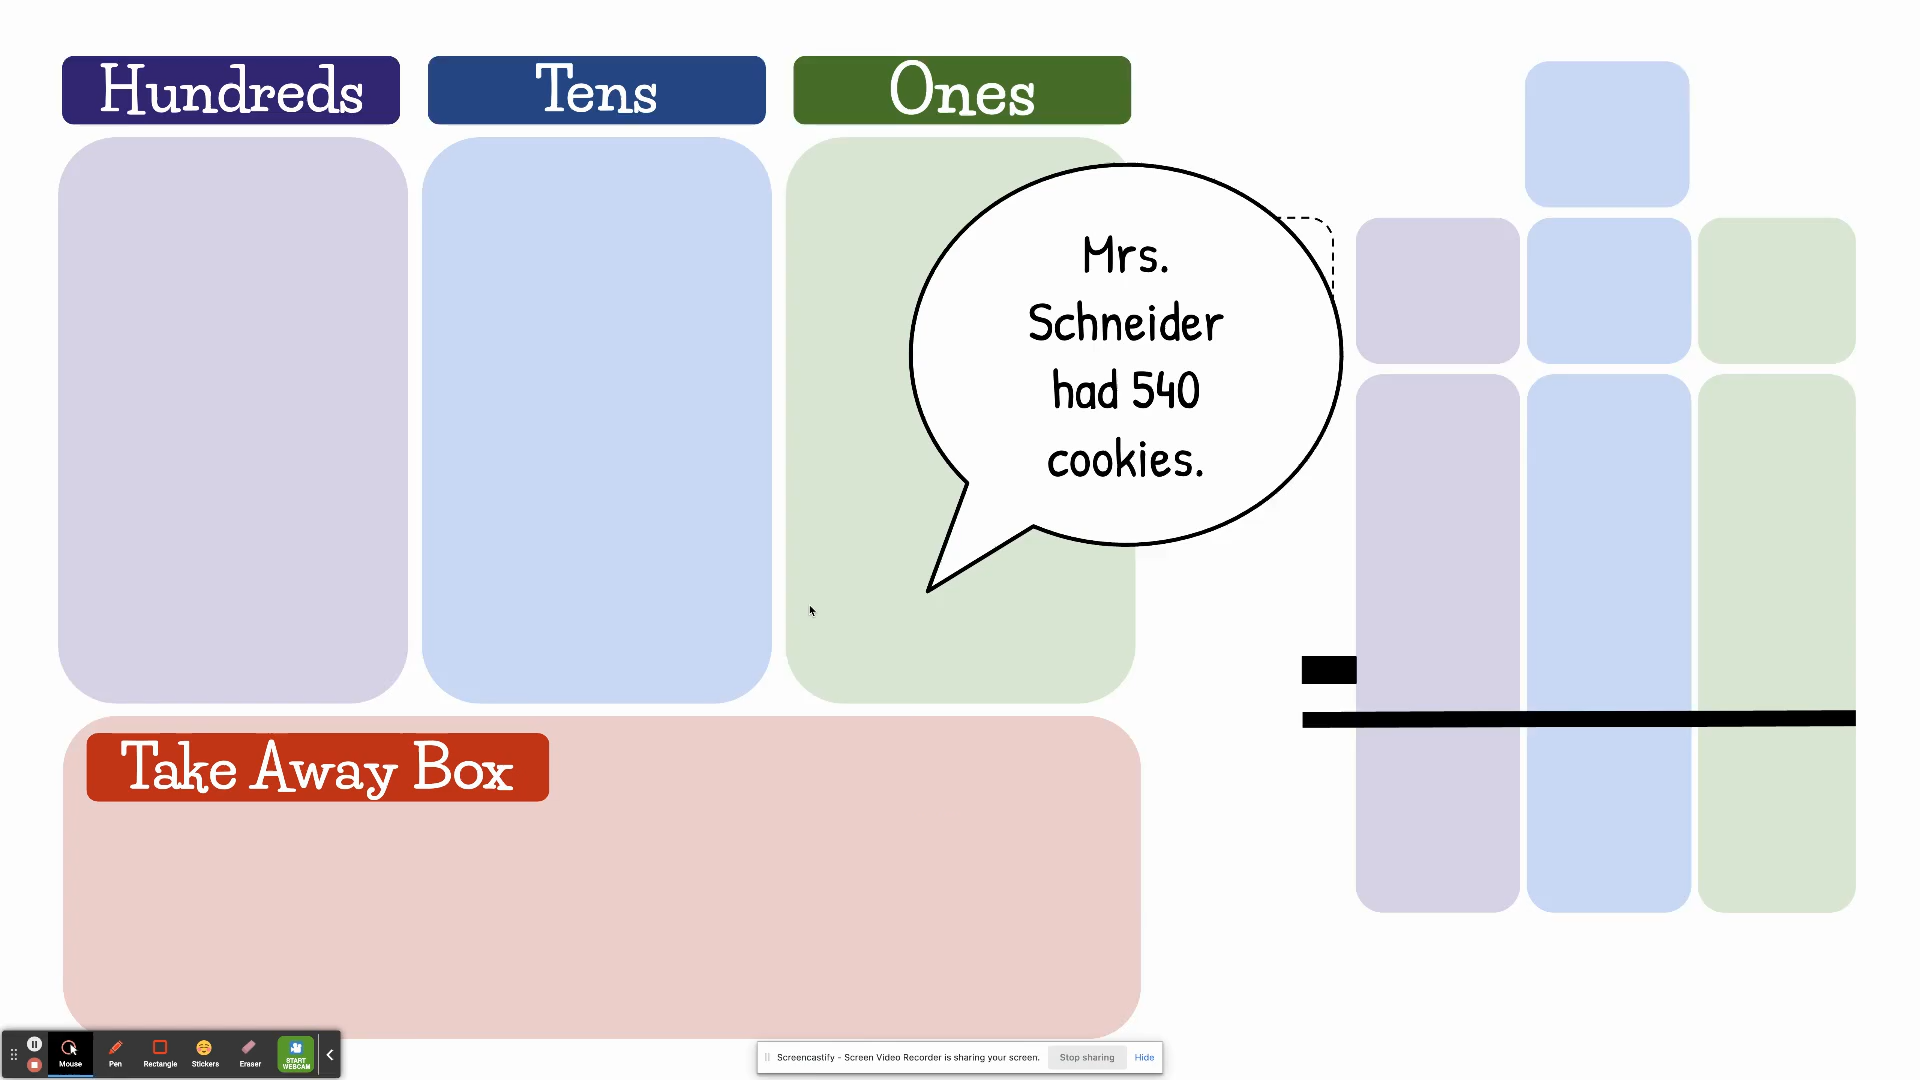 Hundreds
Tens
Ones
Mrs.
Schneider
had 540
cookies.
Take Away Box
Mouse
Pen
Rectangle
Stickers
Eraser
START
WEBCAM
Screencastify - Screen Video Recorder is sharing your screen.
Stop sharing
Hide